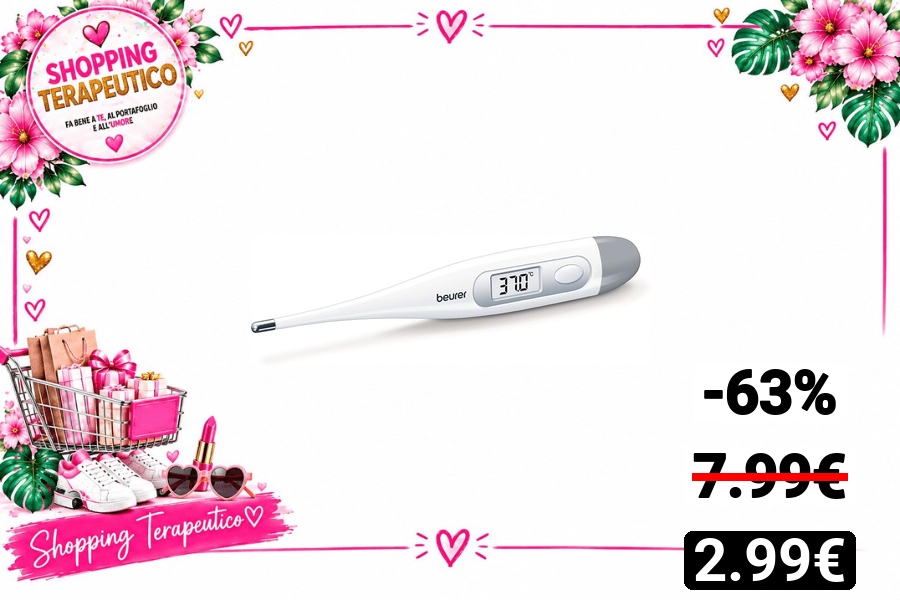 SHOPPING
TERAPEUTICO
FA BENE A TE, AL PORTAFOGLIO
E ALL'UMORE
beurer
37.0°C
-63%
7.99€
2.99€
Shopping Terapeutico